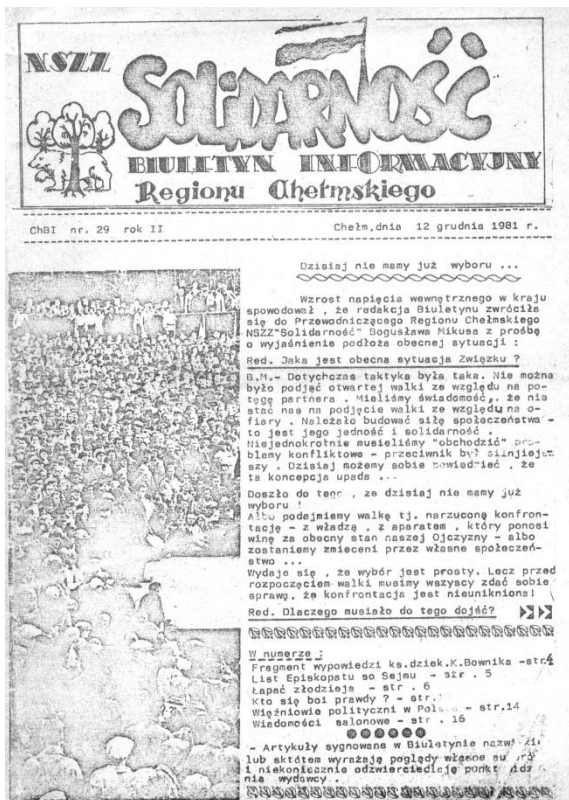 NSZZ
SOLIDARNOŚĆ
BIULETYN INFORMACYJNY
Regionu Chełmskiego
ChBI nr. 29 rok II Chełm,dnia 12 grudnia 1981 r.
Dzisiaj nie mamy już wyboru ...
Wzrost napięcia wewnętrznego w kraju
spowodował , że redakcja Biuletynu zwróciła
się do Przewodniczącego Regionu Chełmskiego
NSZZ"Solidarność" Bogusława Mikusa z prośbą
o wyjaśnienie podłoża obecnej sytuacji :
Red. Jaka jest obecna sytuacja Związku ?
B.M.- Dotychczas taktyka była taka. Nie można
było podjąć otwartej walki ze względu na po-
tęgę partnera . Mieliśmy świadomość, że nie
stać nas na podjęcie walki ze względu na o-
fiary . Należało budować siłę społeczeństwa -
to jest jego jedność i solidarność .
Niejednokrotnie musieliśmy "obchodzić" pro-
blemy konfliktowe - przeciwnik był silniejsz
szy . Dzisiaj możemy sobie powiedzieć , że
ta koncepcja upada ...
Doszło do tego , że dzisiaj nie mamy już
wyboru !
Albo podejmiemy walkę tj. narzuconą konfron-
tację - z władzą , z aparatem , który ponosi
winę za obecny stan naszej Ojczyzny - albo
zostaniemy zmieceni przez własne społeczeń-
stwo ...
Wydaje się , że wybór jest prosty. Lecz przed
rozpoczęciem walki musimy wszyscy zdać sobie
sprawę, że konfrontacja jest nieunikniona!
Red. Dlaczego musiało do tego dojść?
W numerze :
Fragment wypowiedzi ks.dziek.K.Bownika -str.4
List Episkopatu so Sejmu - str . 5
Łapać złodzieja - str . 6
Kto się boi prawdy ? - str.
Więźniowie polityczni w Polsce - str.14
Wiadomości salonowe - str . 16
- Artykuły sygnowane w Biuletynie nazwiski
lub skótem wyrażają poglądy własne
i niekonicznie odzwierciedlają punkt
nia wydawcy .